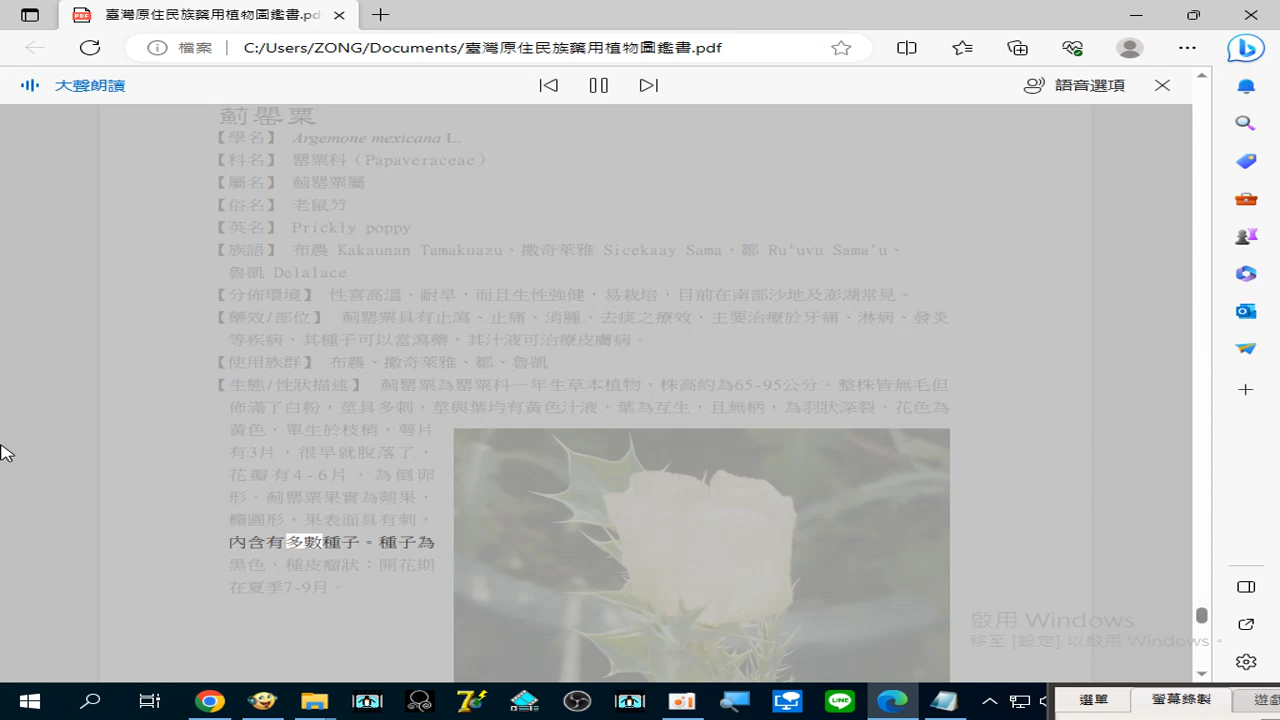 臺灣原住民族藥用植物圖鑑書.pd
檔案
C:/Users/ZONG/Documents/臺灣原住民族藥用植物圖鑑書.pdf
大聲朗讀
語音選項
薊罌粟
【學名】 Argemone mexicana L.
【科名】 罌粟科（Papaveraceae）
【屬名】 薊罌粟屬
【俗名】 老鼠艻
【英名】 Prickly poppy
【族語】 布農 Kakaunan Tamakuazu、撒奇萊雅 Sicekaay Sama、鄒 Ru'uvu Sama'u、
魯凱 Delalace
【分佈環境】 性喜高溫、耐旱，而且生性強健，易栽培，目前在南部沙地及澎湖常見。
【藥效/部位】 薊罌粟具有止瀉、止痛、消腫、去痰之療效，主要治療於牙痛、淋病、發炎
等疾病，其種子可以當瀉藥，其汁液可治療皮膚病。
【使用族群】 布農、撒奇萊雅、鄒、魯凱
【生態/性狀描述】 薊罌粟為罌粟科一年生草本植物，株高約為65-95公分。整株皆無毛但
佈滿了白粉，莖具多刺，莖與葉均有黃色汁液，葉為互生，且無柄，為羽狀深裂，花色為
黃色，單生於枝梢，萼片
有3片，很早就脫落了，
花瓣有4-6片，為倒卵
形。薊罌粟果實為蒴果，
橢圓形，果表面具有刺，
內含有多數種子。種子為
黑色，種皮瘤狀；開花期
在夏季7-9月。
啟用 Windows
移至 [設定] 以啟用 Windows。
選單
螢幕錄製
遊戲